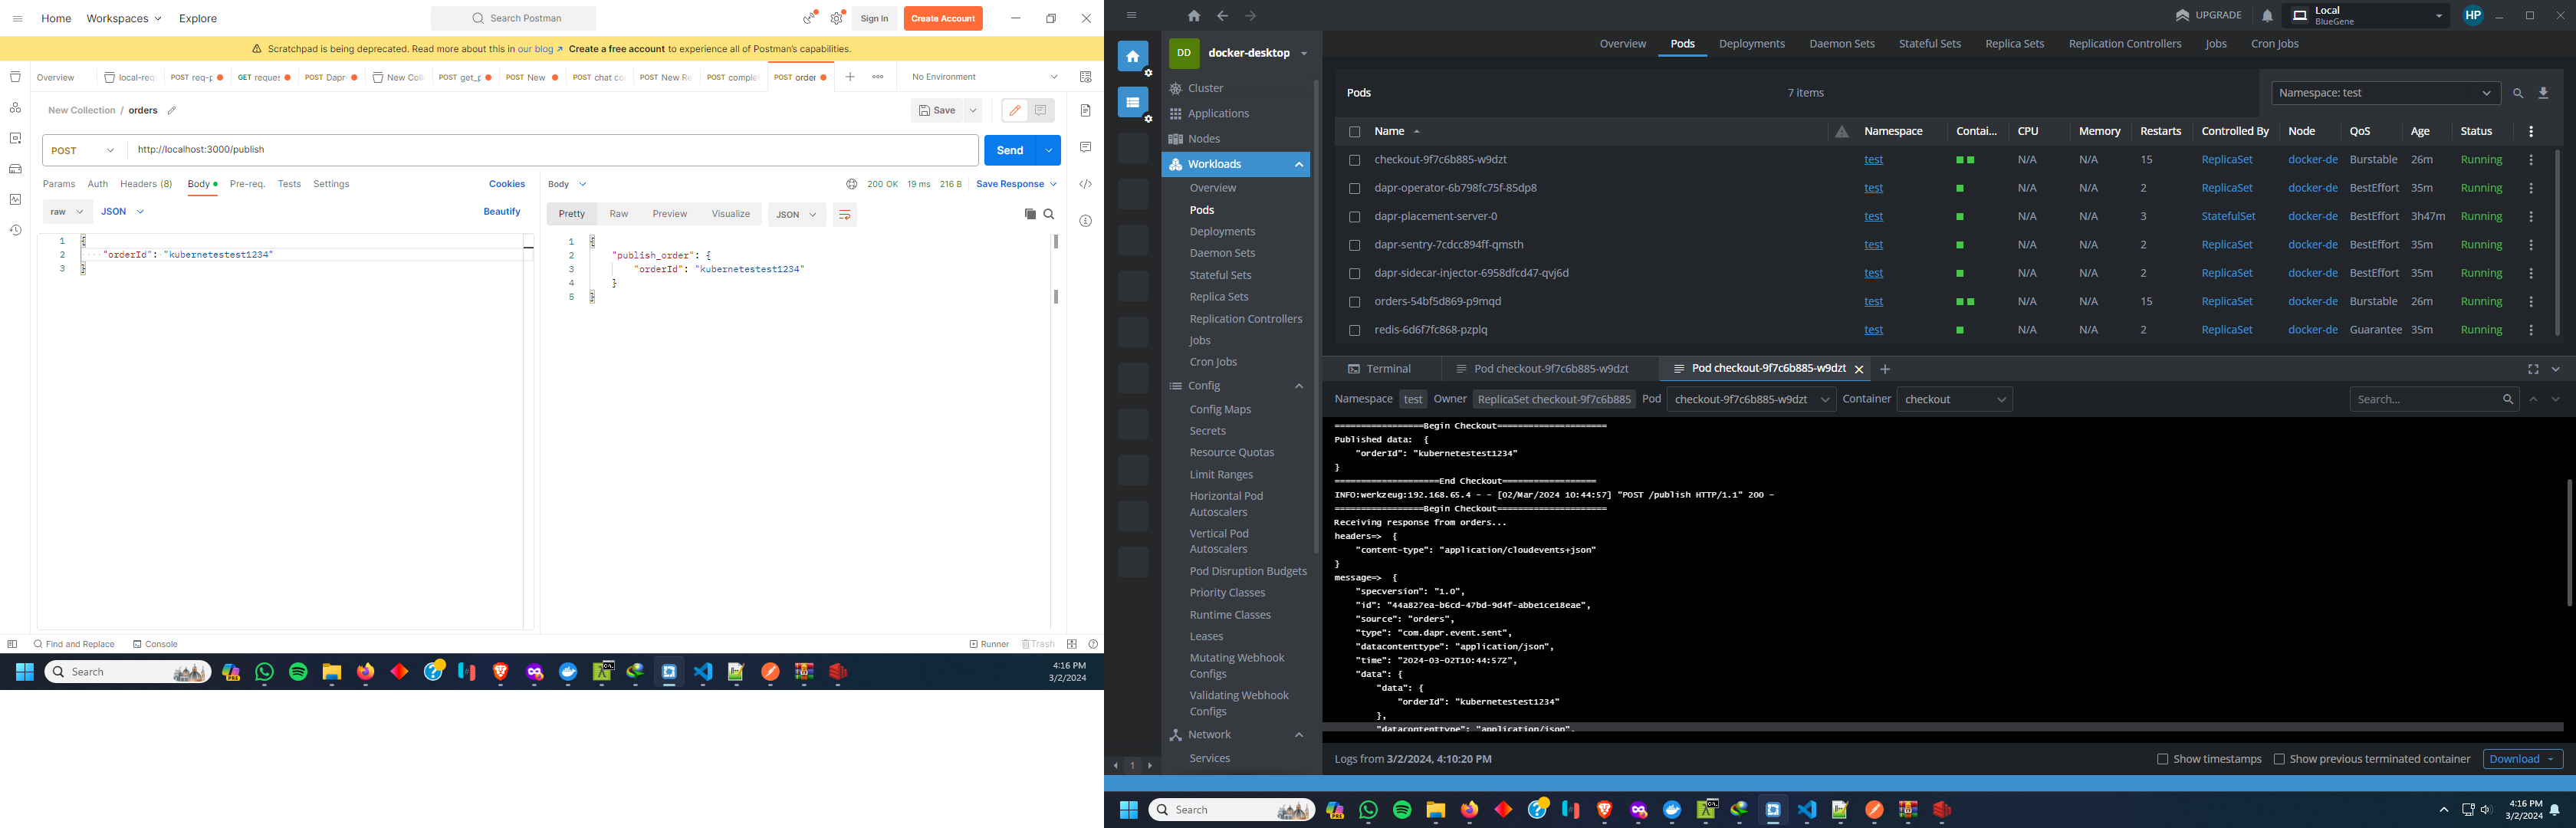 Home Workspaces Explore
Search Postman
Sign In Create Account
Scratchpad is being deprecated. Read more about this in our blog ↗ Create a free account to experience all of Postman's capabilities.
Overview local-req POST req-p GET reques POST Dapr- New Coll POST get_p POST New POST chat co POST New Re POST complet POST order No Environment
New Collection / orders
Save
POST http://localhost:3000/publish
Send
Params Auth Headers (8) Body Pre-req. Tests Settings Cookies
Body 200 OK 19 ms 216 B Save Response
raw JSON Beautify
Pretty Raw Preview Visualize JSON
1 {
2 "orderId": "kubernetestest1234"
3 }
1 {
2 "publish_order": {
3 "orderId": "kubernetestest1234"
4 }
5 }
Find and Replace Console
Runner Trash
Search
4:16 PM
3/2/2024
UPGRADE
Local
BlueGene
HP
DD docker-desktop
Cluster
Applications
Nodes
Workloads
Overview
Pods
Deployments
Daemon Sets
Stateful Sets
Replica Sets
Replication Controllers
Jobs
Cron Jobs
Config
Config Maps
Secrets
Resource Quotas
Limit Ranges
Horizontal Pod
Autoscalers
Vertical Pod
Autoscalers
Pod Disruption Budgets
Priority Classes
Runtime Classes
Leases
Mutating Webhook
Configs
Validating Webhook
Configs
Network
Services
1
Overview Pods Deployments Daemon Sets Stateful Sets Replica Sets Replication Controllers Jobs Cron Jobs
Pods 7 items Namespace: test
Name Namespace Contai... CPU Memory Restarts Controlled By Node QoS Age Status
checkout-9f7c6b885-w9dzt test N/A N/A 15 ReplicaSet docker-de Burstable 26m Running
dapr-operator-6b798fc75f-85dp8 test N/A N/A 2 ReplicaSet docker-de BestEffort 35m Running
dapr-placement-server-0 test N/A N/A 3 StatefulSet docker-de BestEffort 3h47m Running
dapr-sentry-7cdcc894ff-qmsth test N/A N/A 2 ReplicaSet docker-de BestEffort 35m Running
dapr-sidecar-injector-6958dfcd47-qvj6d test N/A N/A 2 ReplicaSet docker-de BestEffort 35m Running
orders-54bf5d869-p9mqd test N/A N/A 15 ReplicaSet docker-de Burstable 26m Running
redis-6d6f7fc868-pzplq test N/A N/A 2 ReplicaSet docker-de Guarantee 35m Running
Terminal Pod checkout-9f7c6b885-w9dzt Pod checkout-9f7c6b885-w9dzt
Namespace test Owner ReplicaSet checkout-9f7c6b885 Pod checkout-9f7c6b885-w9dzt Container checkout Search...
=================Begin Checkout=====================
Published data: {
"orderId": "kubernetestest1234"
}
====================End Checkout==================
INFO:werkzeug:192.168.65.4 - - [02/Mar/2024 10:44:57] "POST /publish HTTP/1.1" 200 -
=================Begin Checkout=====================
Receiving response from orders...
headers=> {
"content-type": "application/cloudevents+json"
}
message=> {
"specversion": "1.0",
"id": "44a827ea-b6cd-47bd-9d4f-abbe1ce18eae",
"source": "orders",
"type": "com.dapr.event.sent",
"datacontenttype": "application/json",
"time": "2024-03-02T10:44:57Z",
"data": {
"data": {
"orderId": "kubernetestest1234"
},
"datacontenttype": "application/json",
Logs from 3/2/2024, 4:10:20 PM
Show timestamps Show previous terminated container Download
Search
4:16 PM
3/2/2024